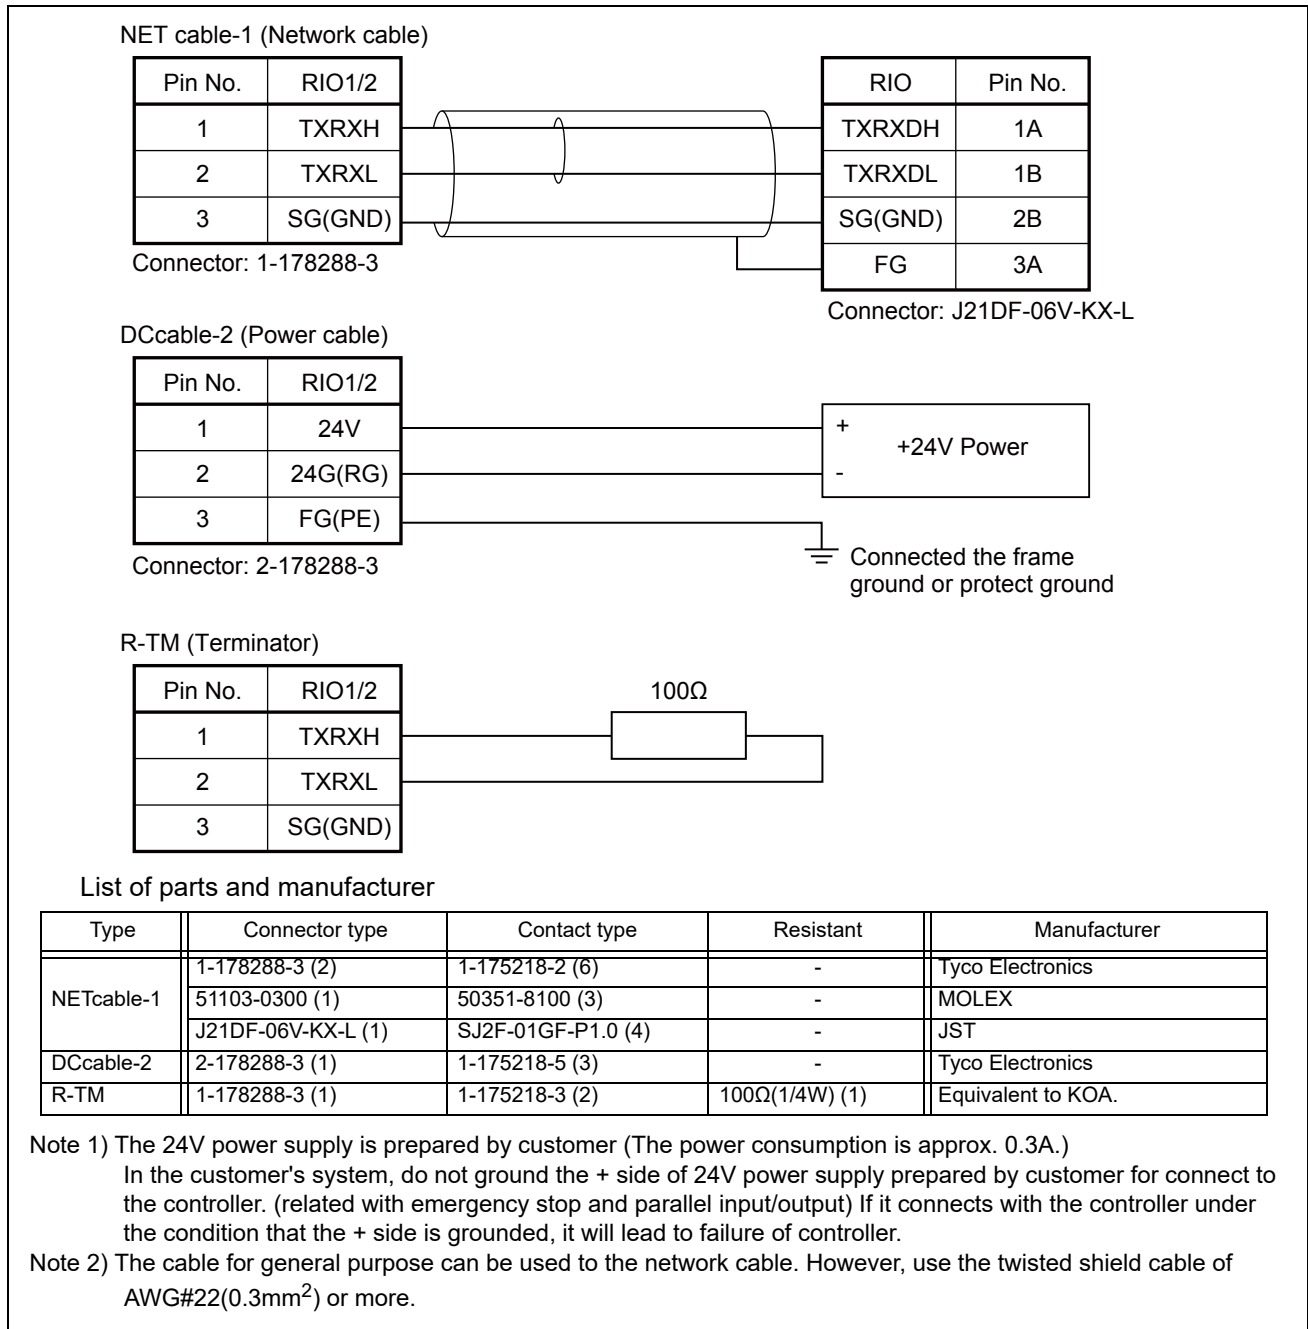 NET cable-1 (Network cable)
Pin No. RIO1/2
1 TXRXH
2 TXRXL
3 SG(GND)
Connector: 1-178288-3
RIO Pin No.
TXRXDH 1A
TXRXDL 1B
SG(GND) 2B
FG 3A
Connector: J21DF-06V-KX-L
DCcable-2 (Power cable)
Pin No. RIO1/2
1 24V
2 24G(RG)
3 FG(PE)
Connector: 2-178288-3
+
+24V Power
-
Connected the frame
ground or protect ground
R-TM (Terminator)
Pin No. RIO1/2
1 TXRXH
2 TXRXL
3 SG(GND)
100Ω
List of parts and manufacturer
Type Connector type Contact type Resistant Manufacturer
NETcable-1 1-178288-3 (2) 1-175218-2 (6) - Tyco Electronics
51103-0300 (1) 50351-8100 (3) - MOLEX
J21DF-06V-KX-L (1) SJ2F-01GF-P1.0 (4) - JST
DCcable-2 2-178288-3 (1) 1-175218-5 (3) - Tyco Electronics
R-TM 1-178288-3 (1) 1-175218-3 (2) 100Ω(1/4W) (1) Equivalent to KOA.
Note 1) The 24V power supply is prepared by customer (The power consumption is approx. 0.3A.)
In the customer's system, do not ground the + side of 24V power supply prepared by customer for connect to
the controller. (related with emergency stop and parallel input/output) If it connects with the controller under
the condition that the + side is grounded, it will lead to failure of controller.
Note 2) The cable for general purpose can be used to the network cable. However, use the twisted shield cable of
AWG#22(0.3mm²) or more.